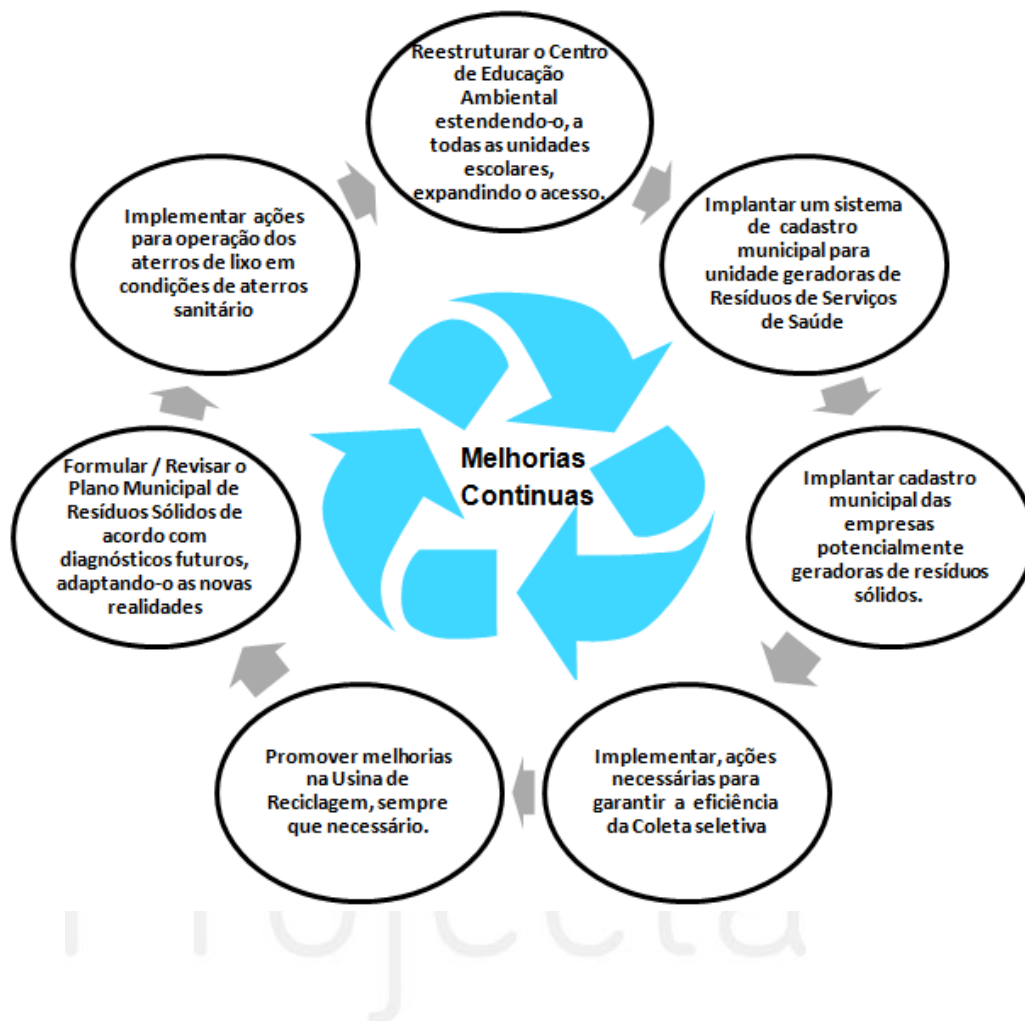 Reestruturar o Centro
de Educação
Ambiental
estendendo-o, a
todas as unidades
escolares,
expandindo o acesso.
Implantar um sistema
de cadastro
municipal para
unidade geradoras de
Resíduos de Serviços
de Saúde
Implantar cadastro
municipal das
empresas
potencialmente
geradoras de resíduos
sólidos.
Implementar, ações
necessárias para
garantir a eficiência
da Coleta seletiva
Promover melhorias
na Usina de
Reciclagem, sempre
que necessário.
Formular / Revisar o
Plano Municipal de
Resíduos Sólidos de
acordo com
diagnósticos futuros,
adaptando-o as novas
realidades
Implementar ações
para operação dos
aterros de lixo em
condições de aterros
sanitário
Melhorias
Continuas